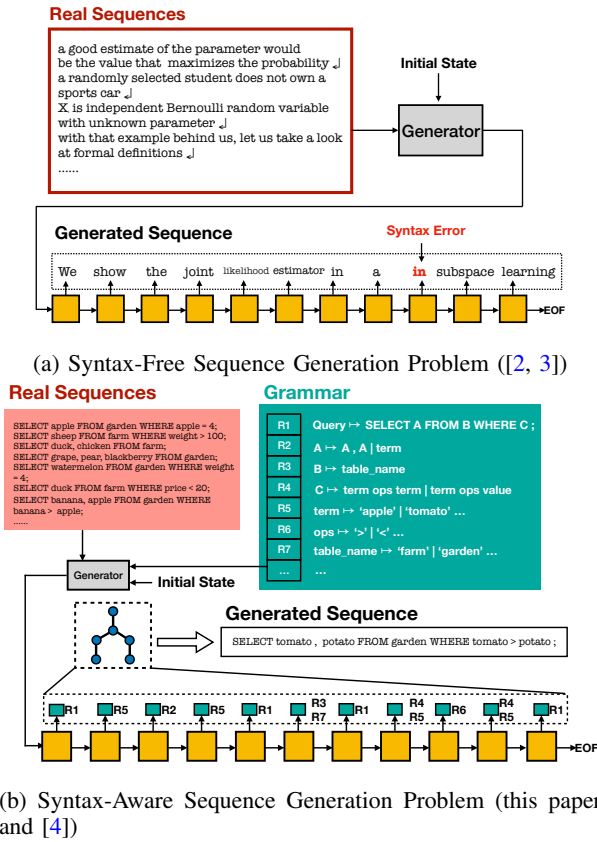 Real Sequences
a good estimate of the parameter would
be the value that maximizes the probability ↲
a randomly selected student does not own a
sports car ↲
X is independent Bernoulli random variable
with unknown parameter ↲
with that example behind us, let us take a look
at formal definitions ↲
......
Initial State
Generator
Generated Sequence
Syntax Error
We show the joint likelihood estimator in a in subspace learning
EOF
(a) Syntax-Free Sequence Generation Problem ([2, 3])
Real Sequences
SELECT apple FROM garden WHERE apple = 4;
SELECT sheep FROM farm WHERE weight > 100;
SELECT duck, chicken FROM farm;
SELECT grape, pear, blackberry FROM garden;
SELECT watermelon FROM garden WHERE weight
= 4;
SELECT duck FROM farm WHERE price < 20;
SELECT banana, apple FROM garden WHERE
banana > apple;
......
Grammar
R1 Query ↦ SELECT A FROM B WHERE C ;
R2 A ↦ A , A | term
R3 B ↦ table_name
R4 C ↦ term ops term | term ops value
R5 term ↦ ‘apple’ | ‘tomato’ ...
R6 ops ↦ ‘>’ | ‘<’ ...
R7 table_name ↦ ‘farm’ | ‘garden’ ...
... ...
Generator
Initial State
Generated Sequence
SELECT tomato , potato FROM garden WHERE tomato > potato ;
R1 R5 R2 R5 R1 R3 R7 R1 R4 R5 R6 R4 R5 R1
EOF
(b) Syntax-Aware Sequence Generation Problem (this paper
and [4])